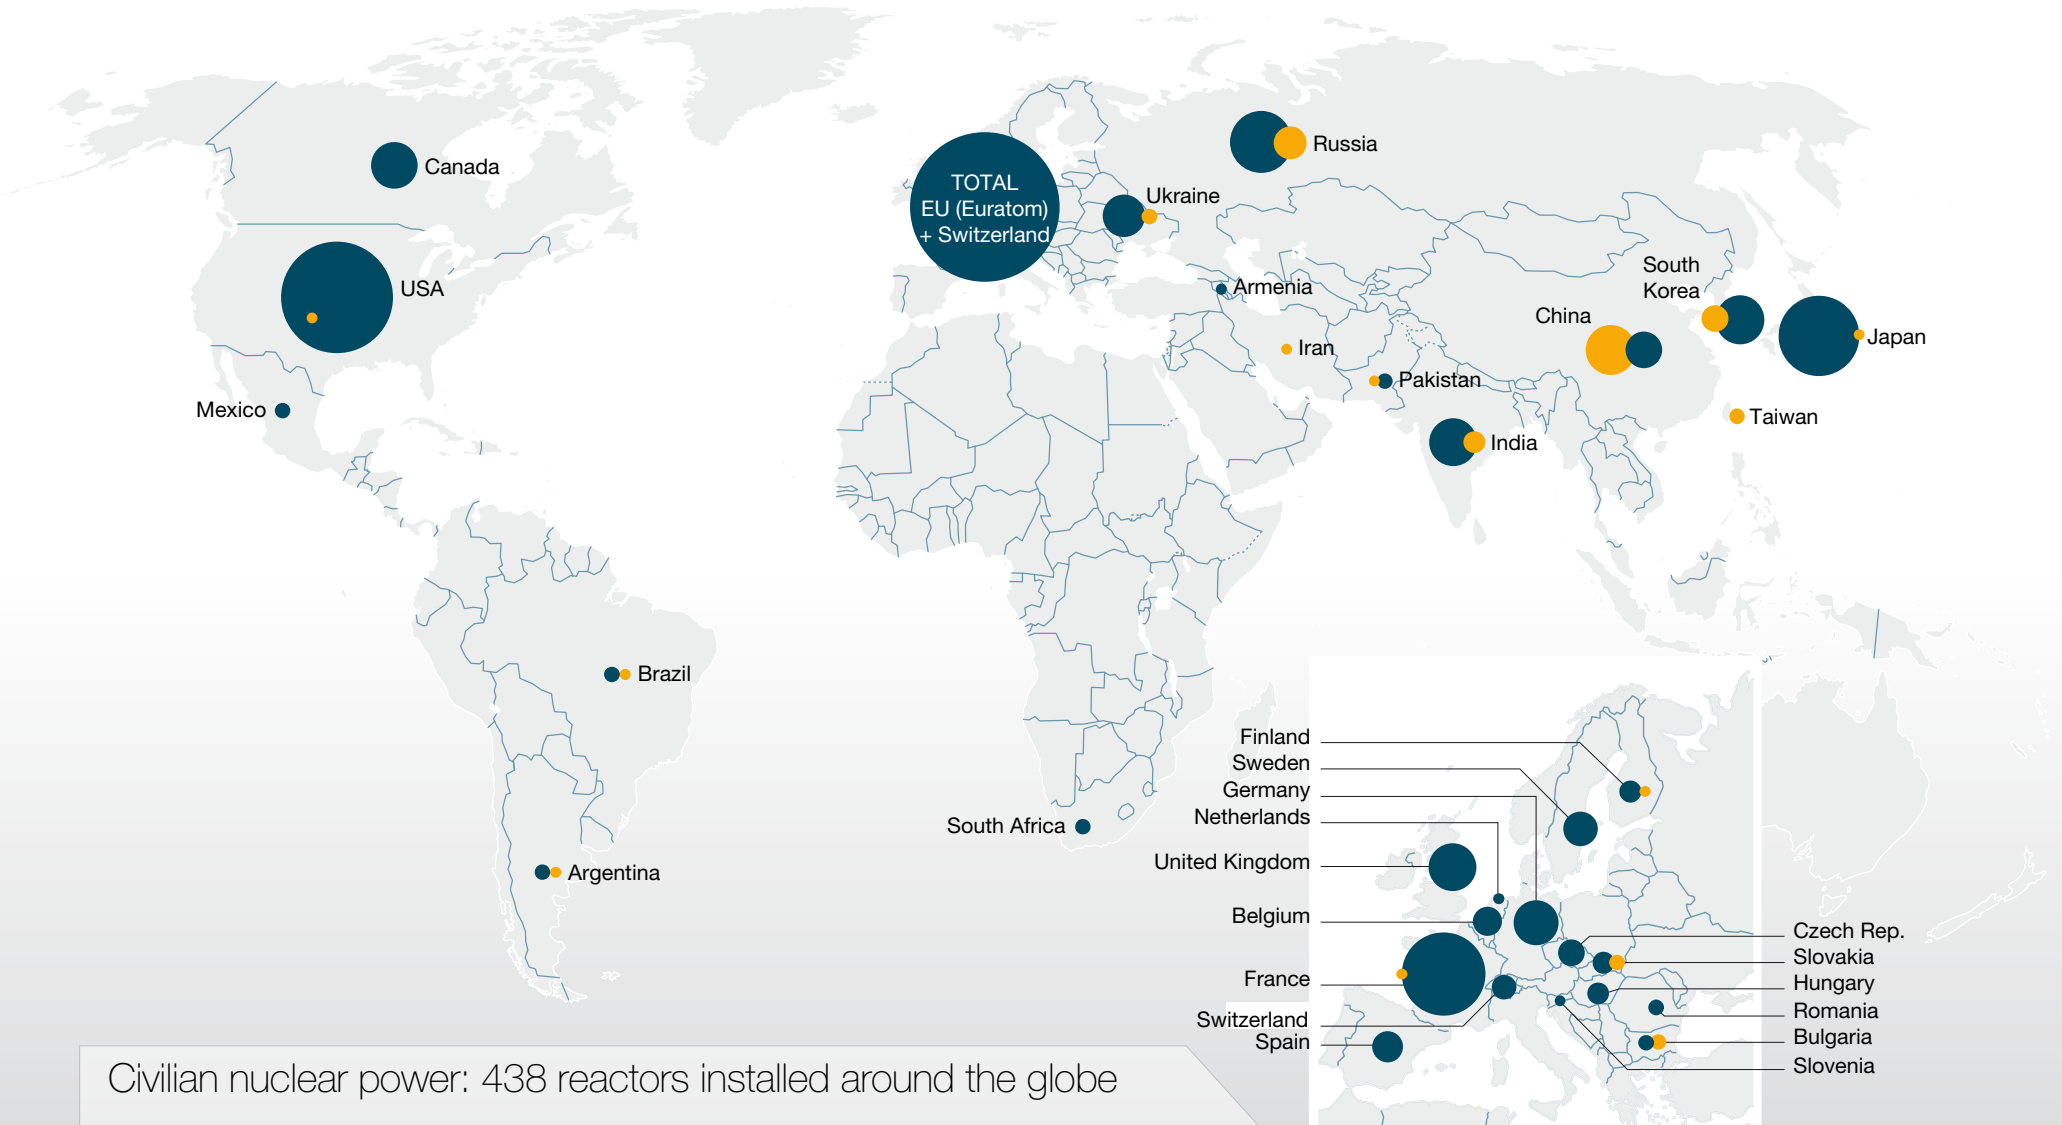 Canada
TOTAL
EU (Euratom)
+ Switzerland
Russia
Ukraine
USA
Armenia
South
Korea
China
Japan
Iran
Pakistan
Mexico
Taiwan
India
Brazil
South Africa
Argentina
Finland
Sweden
Germany
Netherlands
United Kingdom
Belgium
France
Switzerland
Spain
Czech Rep.
Slovakia
Hungary
Romania
Bulgaria
Slovenia
Civilian nuclear power: 438 reactors installed around the globe